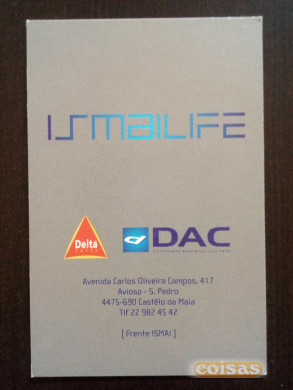 ISMAILIFE
Delta
CAFÉS
DAC
Avenida Carlos Oliveira Campos, 417
Avioso - S. Pedro
4475-690 Castêlo da Maia
Tlf 22 982 45 42
[ Frente ISMAI ]
coisas